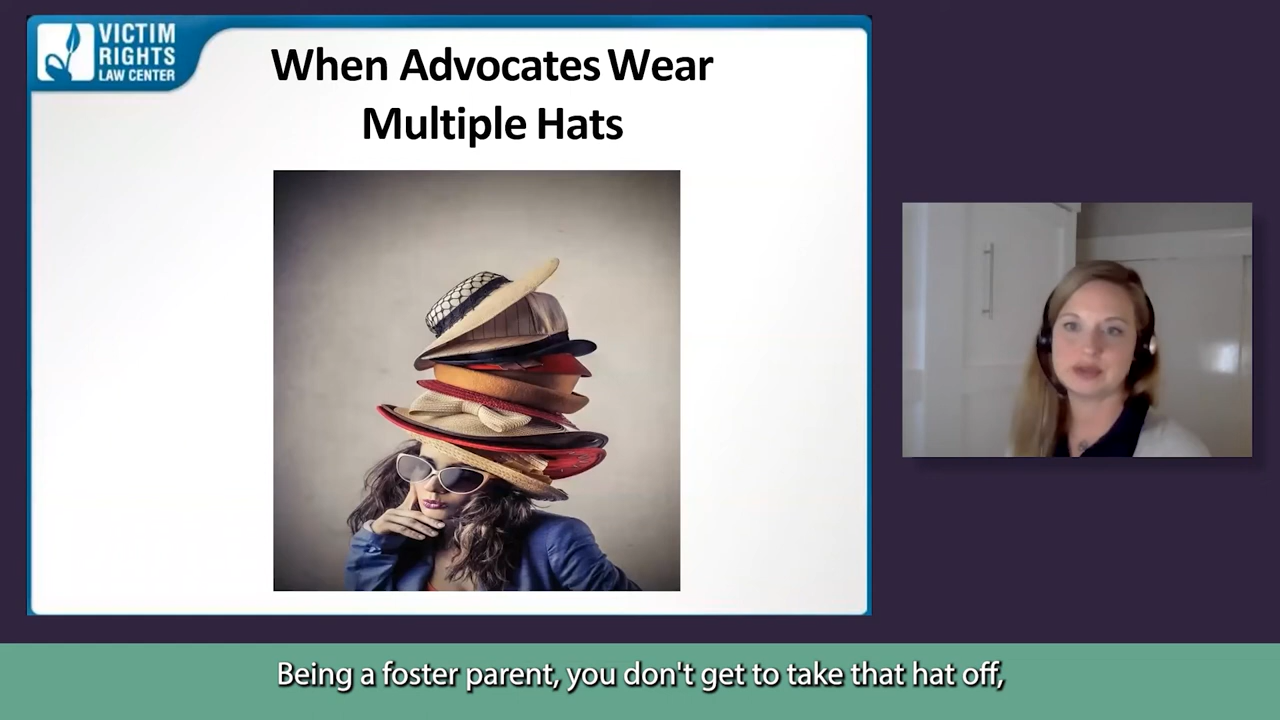 VICTIM
RIGHTS
LAW CENTER
When Advocates Wear
Multiple Hats
Being a foster parent, you don't get to take that hat off,